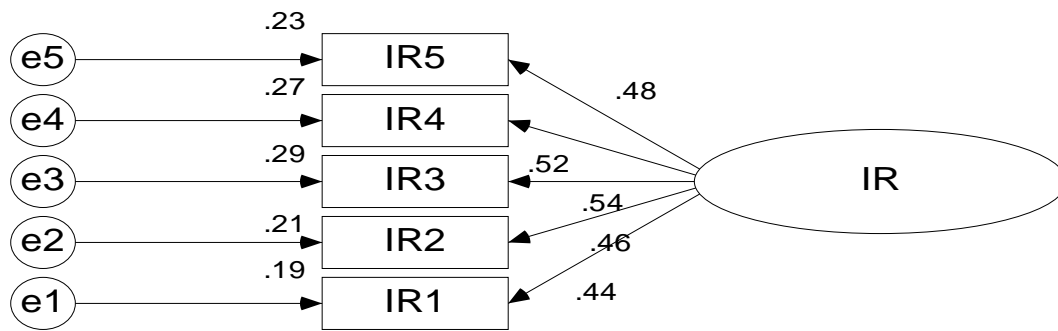 .23
e5 IR5
.48
.27
e4 IR4
.29
e3 IR3 .52 IR
.54
.21
e2 IR2 .46
.19
e1 IR1 .44